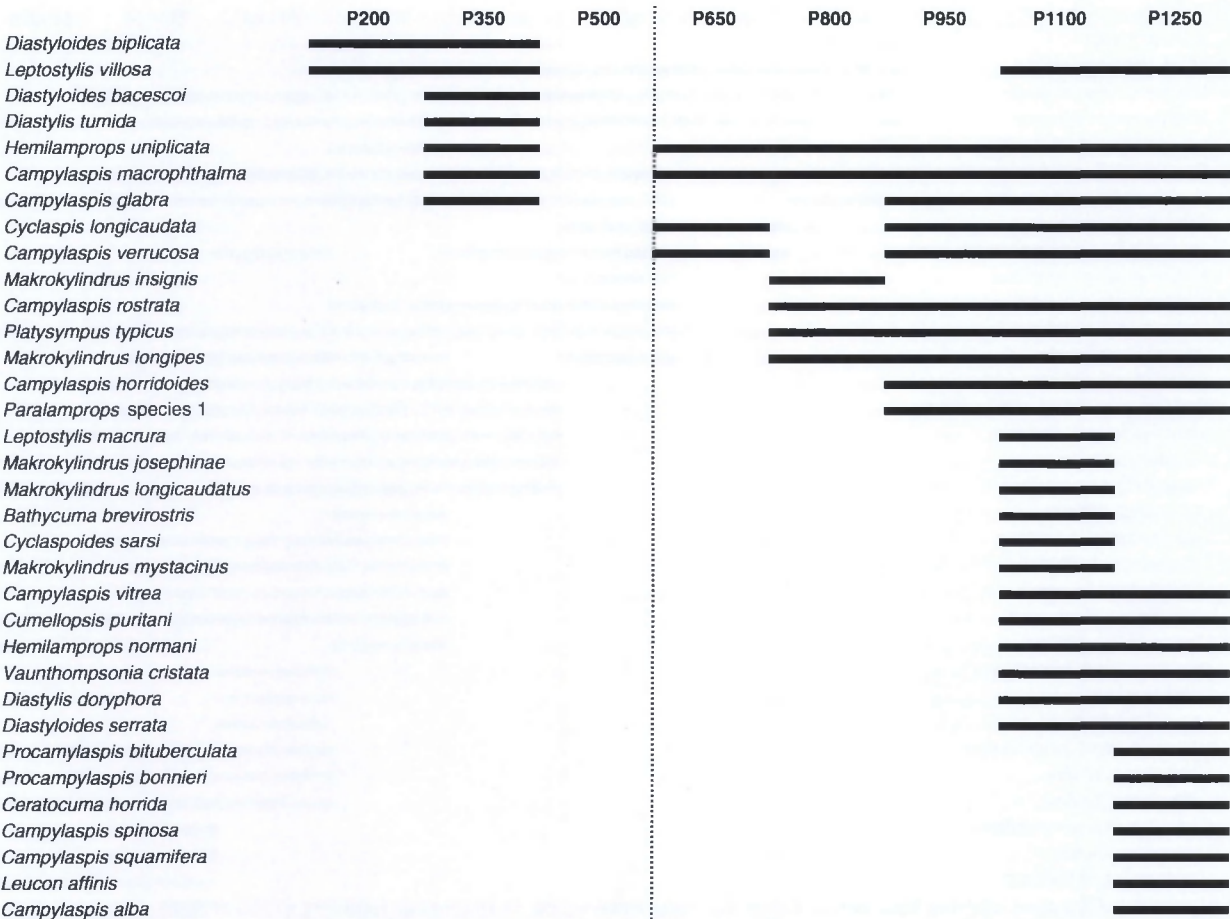 P200 P350 P500 P650 P800 P950 P1100 P1250
Diastyloides biplicata
Leptostylis villosa
Diastyloides bacescoi
Diastylis tumida
Hemilamprops uniplicata
Campylaspis macrophthalma
Campylaspis glabra
Cyclaspis longicaudata
Campylaspis verrucosa
Makrokylindrus insignis
Campylaspis rostrata
Platysympus typicus
Makrokylindrus longipes
Campylaspis horridoides
Paralamprops species 1
Leptostylis macrura
Makrokylindrus josephinae
Makrokylindrus longicaudatus
Bathycuma brevirostris
Cyclaspoides sarsi
Makrokylindrus mystacinus
Campylaspis vitrea
Cumellopsis puritani
Hemilamprops normani
Vaunthompsonia cristata
Diastylis doryphora
Diastyloides serrata
Procamylaspis bituberculata
Procampylaspis bonnieri
Ceratocuma horrida
Campylaspis spinosa
Campylaspis squamifera
Leucon affinis
Campylaspis alba